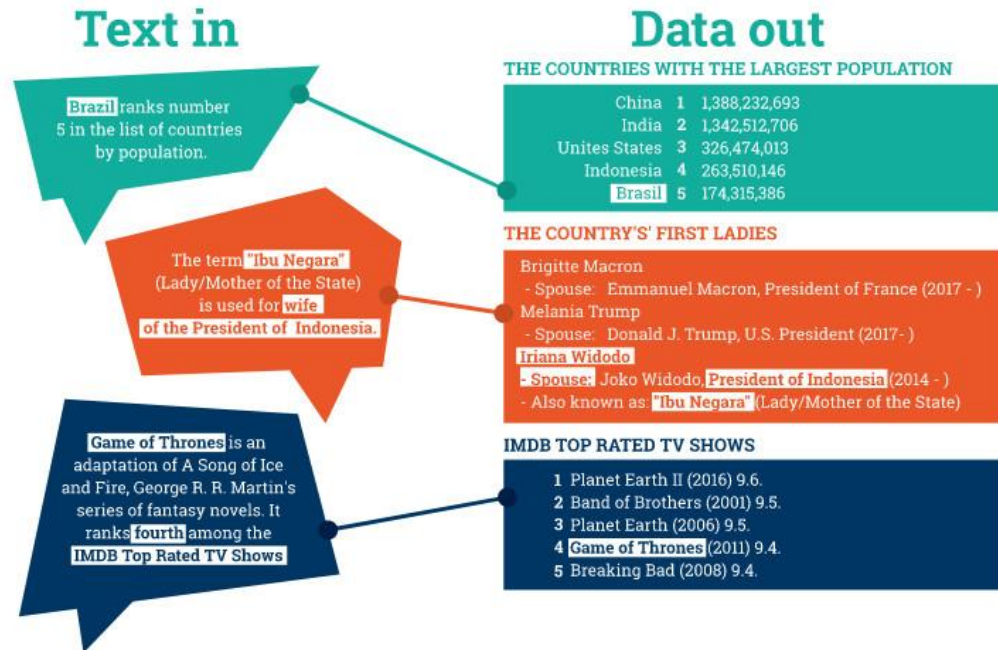 Text in
Brazil ranks number
5 in the list of countries
by population.
The term "Ibu Negara"
(Lady/Mother of the State)
is used for wife
of the President of Indonesia.
Game of Thrones is an
adaptation of A Song of Ice
and Fire, George R. R. Martin's
series of fantasy novels. It
ranks fourth among the
IMDB Top Rated TV Shows
Data out
THE COUNTRIES WITH THE LARGEST POPULATION
China 1 1,388,232,693
India 2 1,342,512,706
Unites States 3 326,474,013
Indonesia 4 263,510,146
Brasil 5 174,315,386
THE COUNTRY'S' FIRST LADIES
Brigitte Macron
- Spouse: Emmanuel Macron, President of France (2017 - )
Melania Trump
- Spouse: Donald J. Trump, U.S. President (2017- )
Iriana Widodo
- Spouse: Joko Widodo, President of Indonesia (2014 - )
- Also known as: "Ibu Negara" (Lady/Mother of the State)
IMDB TOP RATED TV SHOWS
1 Planet Earth II (2016) 9.6.
2 Band of Brothers (2001) 9.5.
3 Planet Earth (2006) 9.5.
4 Game of Thrones (2011) 9.4.
5 Breaking Bad (2008) 9.4.